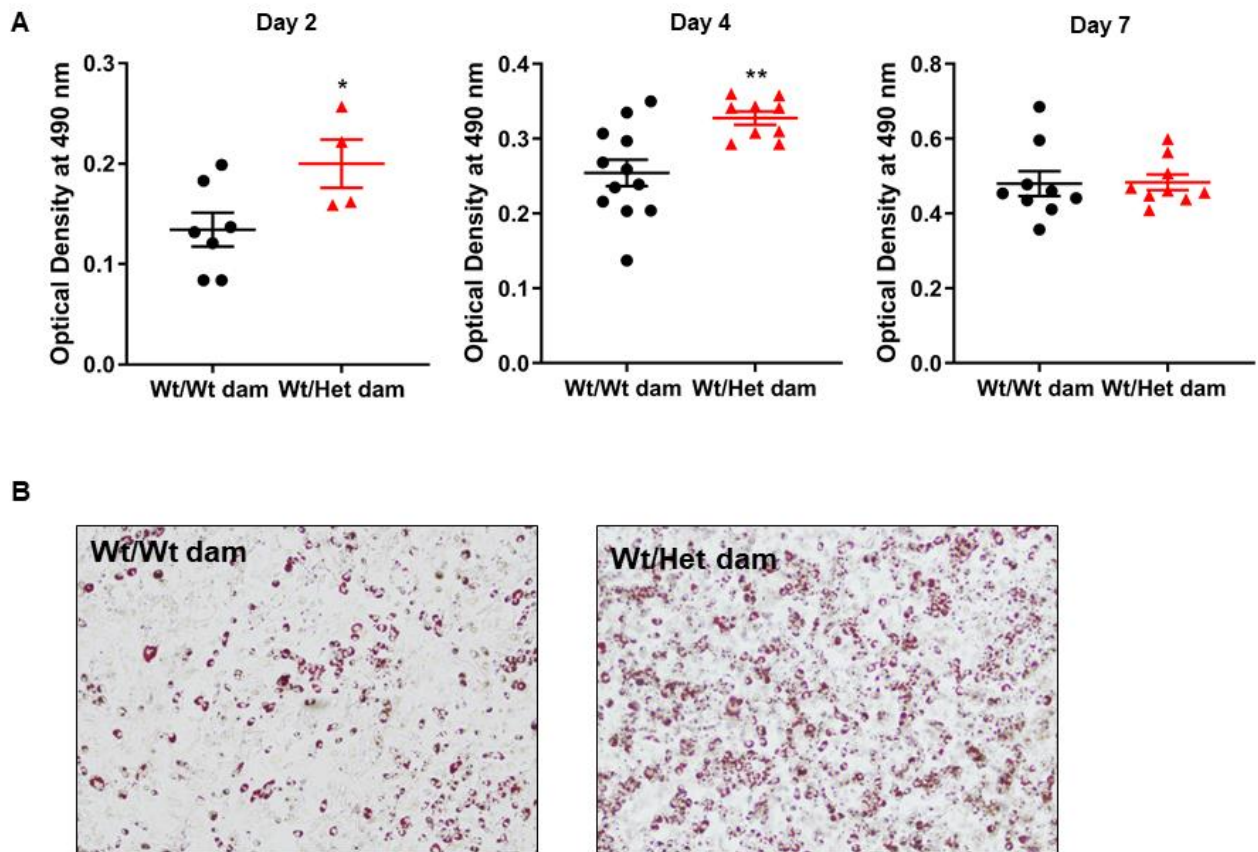 A
Day 2
Day 4
Day 7
Optical Density at 490 nm
0.3
0.2
0.1
0.0
Wt/Wt dam Wt/Het dam
*
Optical Density at 490 nm
0.4
0.3
0.2
0.1
0.0
Wt/Wt dam
Wt/Het dam
**
Optical Density at 490 nm
0.8
0.6
0.4
0.2
0.0
Wt/Wt dam
Wt/Het dam
B
Wt/Wt dam
Wt/Het dam